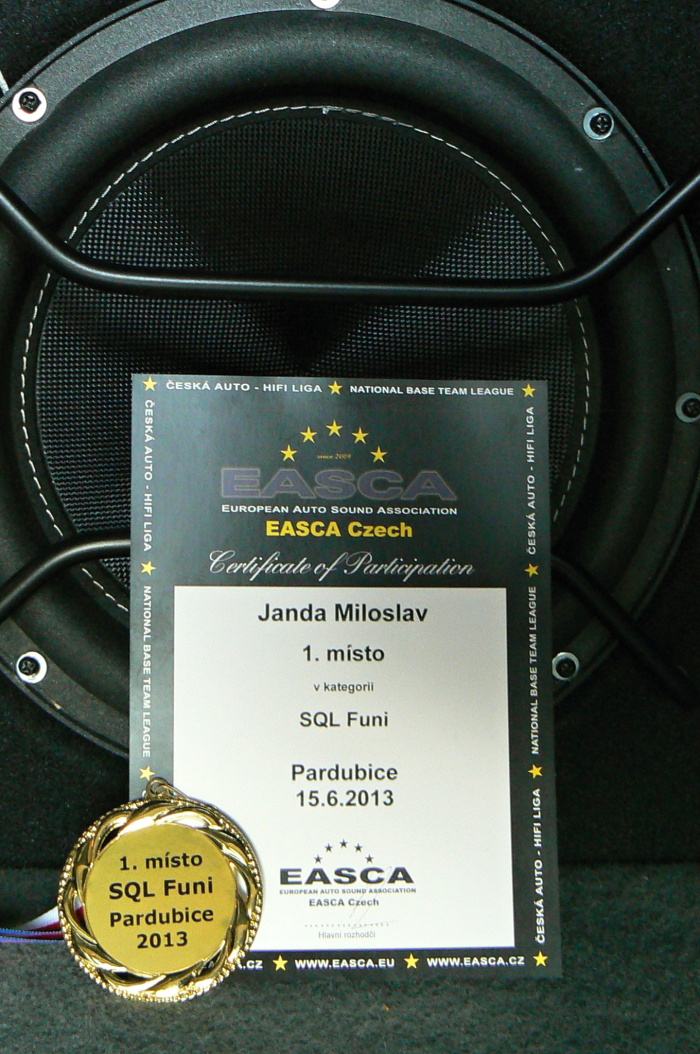 ČESKÁ AUTO - HIFI LIGA ★ NATIONAL BASE TEAM LEAGUE
ČESKÁ AUTO - HIFI LIGA ★ NATIONAL BASE TEAM LEAGUE
since 2009
EASCA
EUROPEAN AUTO SOUND ASSOCIATION
EASCA Czech
Certificate of Participation
Janda Miloslav
1. místo
v kategorii
SQL Funi
Pardubice
15.6.2013
EASCA
EUROPEAN AUTO SOUND ASSOCIATION
EASCA Czech
Hlavní rozhodčí
ČESKÁ AUTO - HIFI LIGA ★ NATIONAL BASE TEAM LEAGUE ★ ČESKÁ AUTO - HIFI LIGA
.CZ ★ WWW.EASCA.EU ★ WWW.EASCA.CZ
1. místo
SQL Funi
Pardubice
2013